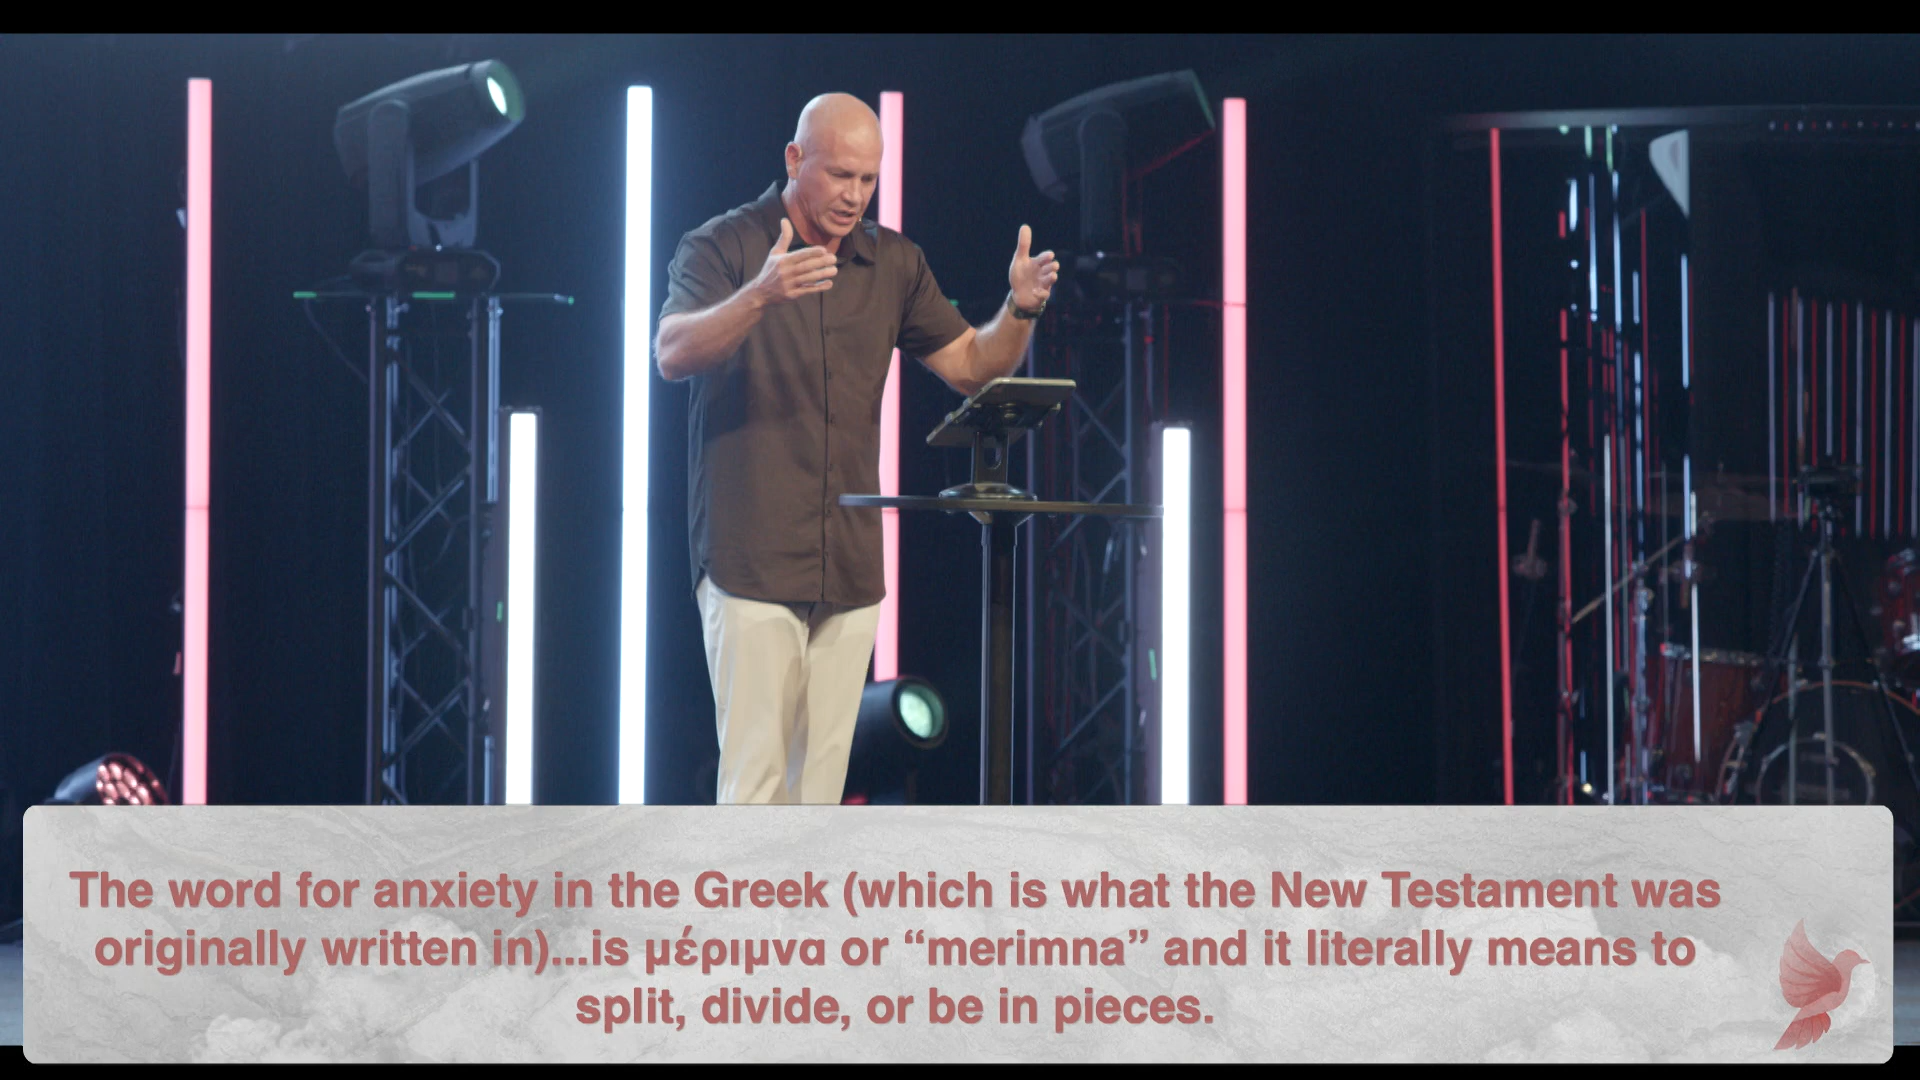 The word for anxiety in the Greek (which is what the New Testament was
originally written in)...is μέριμνα or “merimna” and it literally means to
split, divide, or be in pieces.